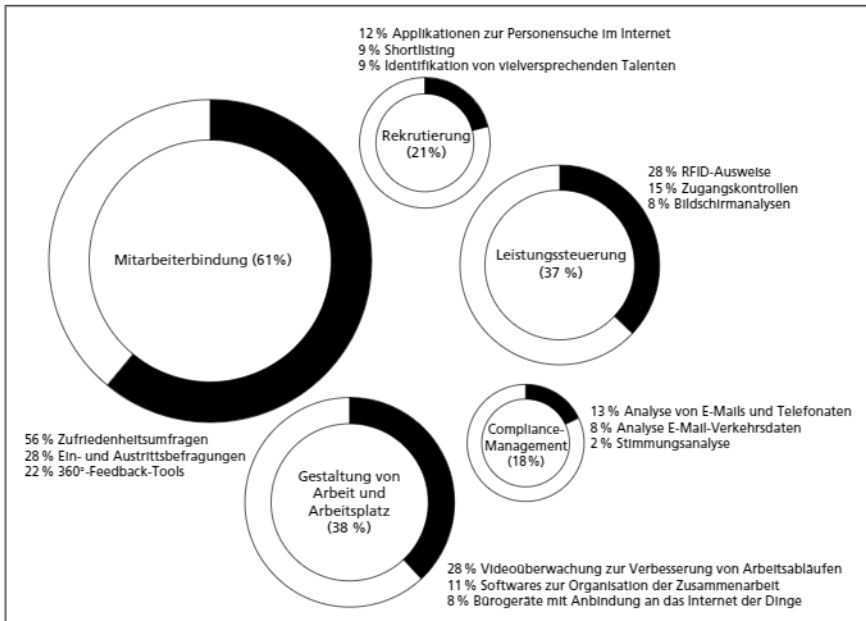 12 % Applikationen zur Personensuche im Internet
9 % Shortlisting
9 % Identifikation von vielversprechenden Talenten
Rekrutierung
(21%)
28 % RFID-Ausweise
15 % Zugangskontrollen
8 % Bildschirmanalysen
Leistungssteuerung
(37 %)
Mitarbeiterbindung (61%)
56 % Zufriedenheitsumfragen
28 % Ein- und Austrittsbefragungen
22 % 360°-Feedback-Tools
Compliance-
Management
(18%)
13 % Analyse von E-Mails und Telefonaten
8 % Analyse E-Mail-Verkehrsdaten
2 % Stimmungsanalyse
Gestaltung von
Arbeit und
Arbeitsplatz
(38 %)
28 % Videoüberwachung zur Verbesserung von Arbeitsabläufen
11 % Softwares zur Organisation der Zusammenarbeit
8 % Bürogeräte mit Anbindung an das Internet der Dinge